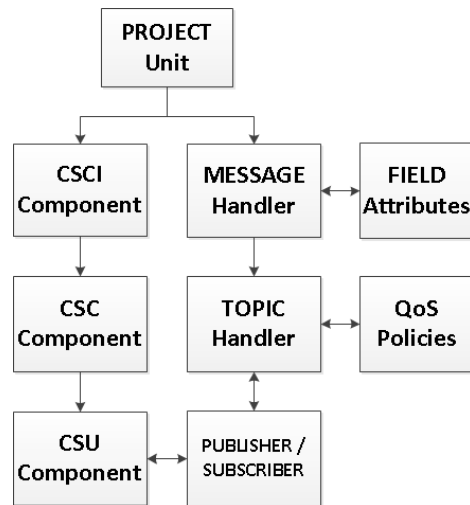 PROJECT
Unit
CSCI
Component
MESSAGE
Handler
FIELD
Attributes
CSC
Component
TOPIC
Handler
QoS
Policies
CSU
Component
PUBLISHER /
SUBSCRIBER